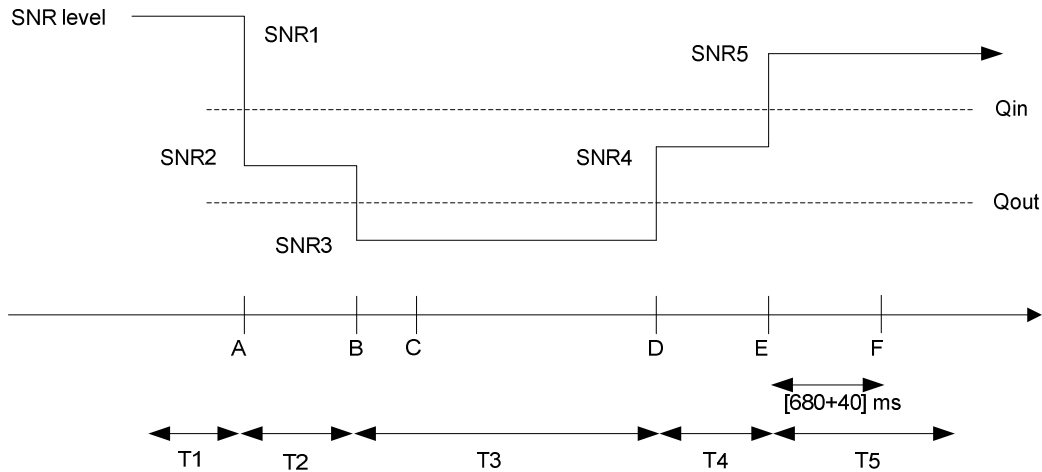 SNR level
SNR1
SNR5
Qin
SNR2
SNR4
Qout
SNR3
A
B
C
D
E
F
[680+40] ms
T1
T2
T3
T4
T5